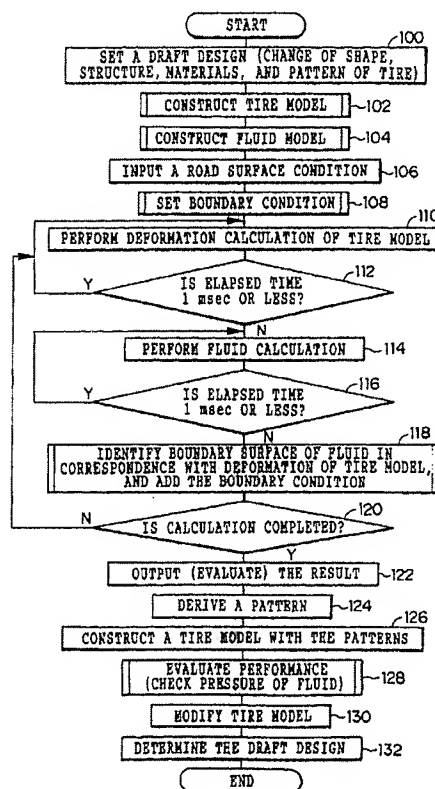 START
100
SET A DRAFT DESIGN (CHANGE OF SHAPE,
STRUCTURE, MATERIALS, AND PATTERN OF TIRE)
CONSTRUCT TIRE MODEL
102
CONSTRUCT FLUID MODEL
104
INPUT A ROAD SURFACE CONDITION
106
SET BOUNDARY CONDITION
108
110
PERFORM DEFORMATION CALCULATION OF TIRE MODEL
112
Y
IS ELAPSED TIME
1 msec OR LESS?
N
PERFORM FLUID CALCULATION
114
116
Y
IS ELAPSED TIME
1 msec OR LESS?
N
118
IDENTIFY BOUNDARY SURFACE OF FLUID IN
CORRESPONDENCE WITH DEFORMATION OF TIRE MODEL,
AND ADD THE BOUNDARY CONDITION
120
N
IS CALCULATION COMPLETED?
Y
OUTPUT (EVALUATE) THE RESULT
122
DERIVE A PATTERN
124
126
CONSTRUCT A TIRE MODEL WITH THE PATTERNS
EVALUATE PERFORMANCE
(CHECK PRESSURE OF FLUID)
128
MODIFY TIRE MODEL
130
DETERMINE THE DRAFT DESIGN
132
END